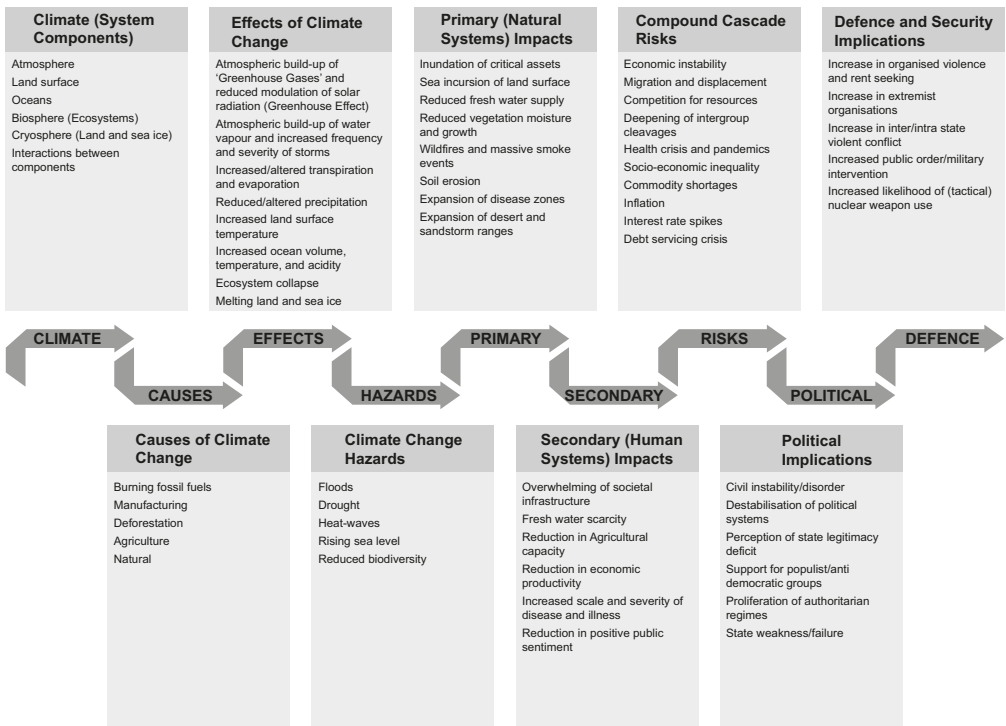 Climate (System
Components)
Atmosphere
Land surface
Oceans
Biosphere (Ecosystems)
Cryosphere (Land and sea ice)
Interactions between
components
Effects of Climate
Change
Atmospheric build-up of
‘Greenhouse Gases’ and
reduced modulation of solar
radiation (Greenhouse Effect)
Atmospheric build-up of water
vapour and increased frequency
and severity of storms
Increased/altered transpiration
and evaporation
Reduced/altered precipitation
Increased land surface
temperature
Increased ocean volume,
temperature, and acidity
Ecosystem collapse
Melting land and sea ice
Primary (Natural
Systems) Impacts
Inundation of critical assets
Sea incursion of land surface
Reduced fresh water supply
Reduced vegetation moisture
and growth
Wildfires and massive smoke
events
Soil erosion
Expansion of disease zones
Expansion of desert and
sandstorm ranges
Compound Cascade
Risks
Economic instability
Migration and displacement
Competition for resources
Deepening of intergroup
cleavages
Health crisis and pandemics
Socio-economic inequality
Commodity shortages
Inflation
Interest rate spikes
Debt servicing crisis
Defence and Security
Implications
Increase in organised violence
and rent seeking
Increase in extremist
organisations
Increase in inter/intra state
violent conflict
Increased public order/military
intervention
Increased likelihood of (tactical)
nuclear weapon use
CLIMATE
EFFECTS
PRIMARY
RISKS
DEFENCE
CAUSES
HAZARDS
SECONDARY
POLITICAL
Causes of Climate
Change
Burning fossil fuels
Manufacturing
Deforestation
Agriculture
Natural
Climate Change
Hazards
Floods
Drought
Heat-waves
Rising sea level
Reduced biodiversity
Secondary (Human
Systems) Impacts
Overwhelming of societal
infrastructure
Fresh water scarcity
Reduction in Agricultural
capacity
Reduction in economic
productivity
Increased scale and severity of
disease and illness
Reduction in positive public
sentiment
Political
Implications
Civil instability/disorder
Destabilisation of political
systems
Perception of state legitimacy
deficit
Support for populist/anti
democratic groups
Proliferation of authoritarian
regimes
State weakness/failure